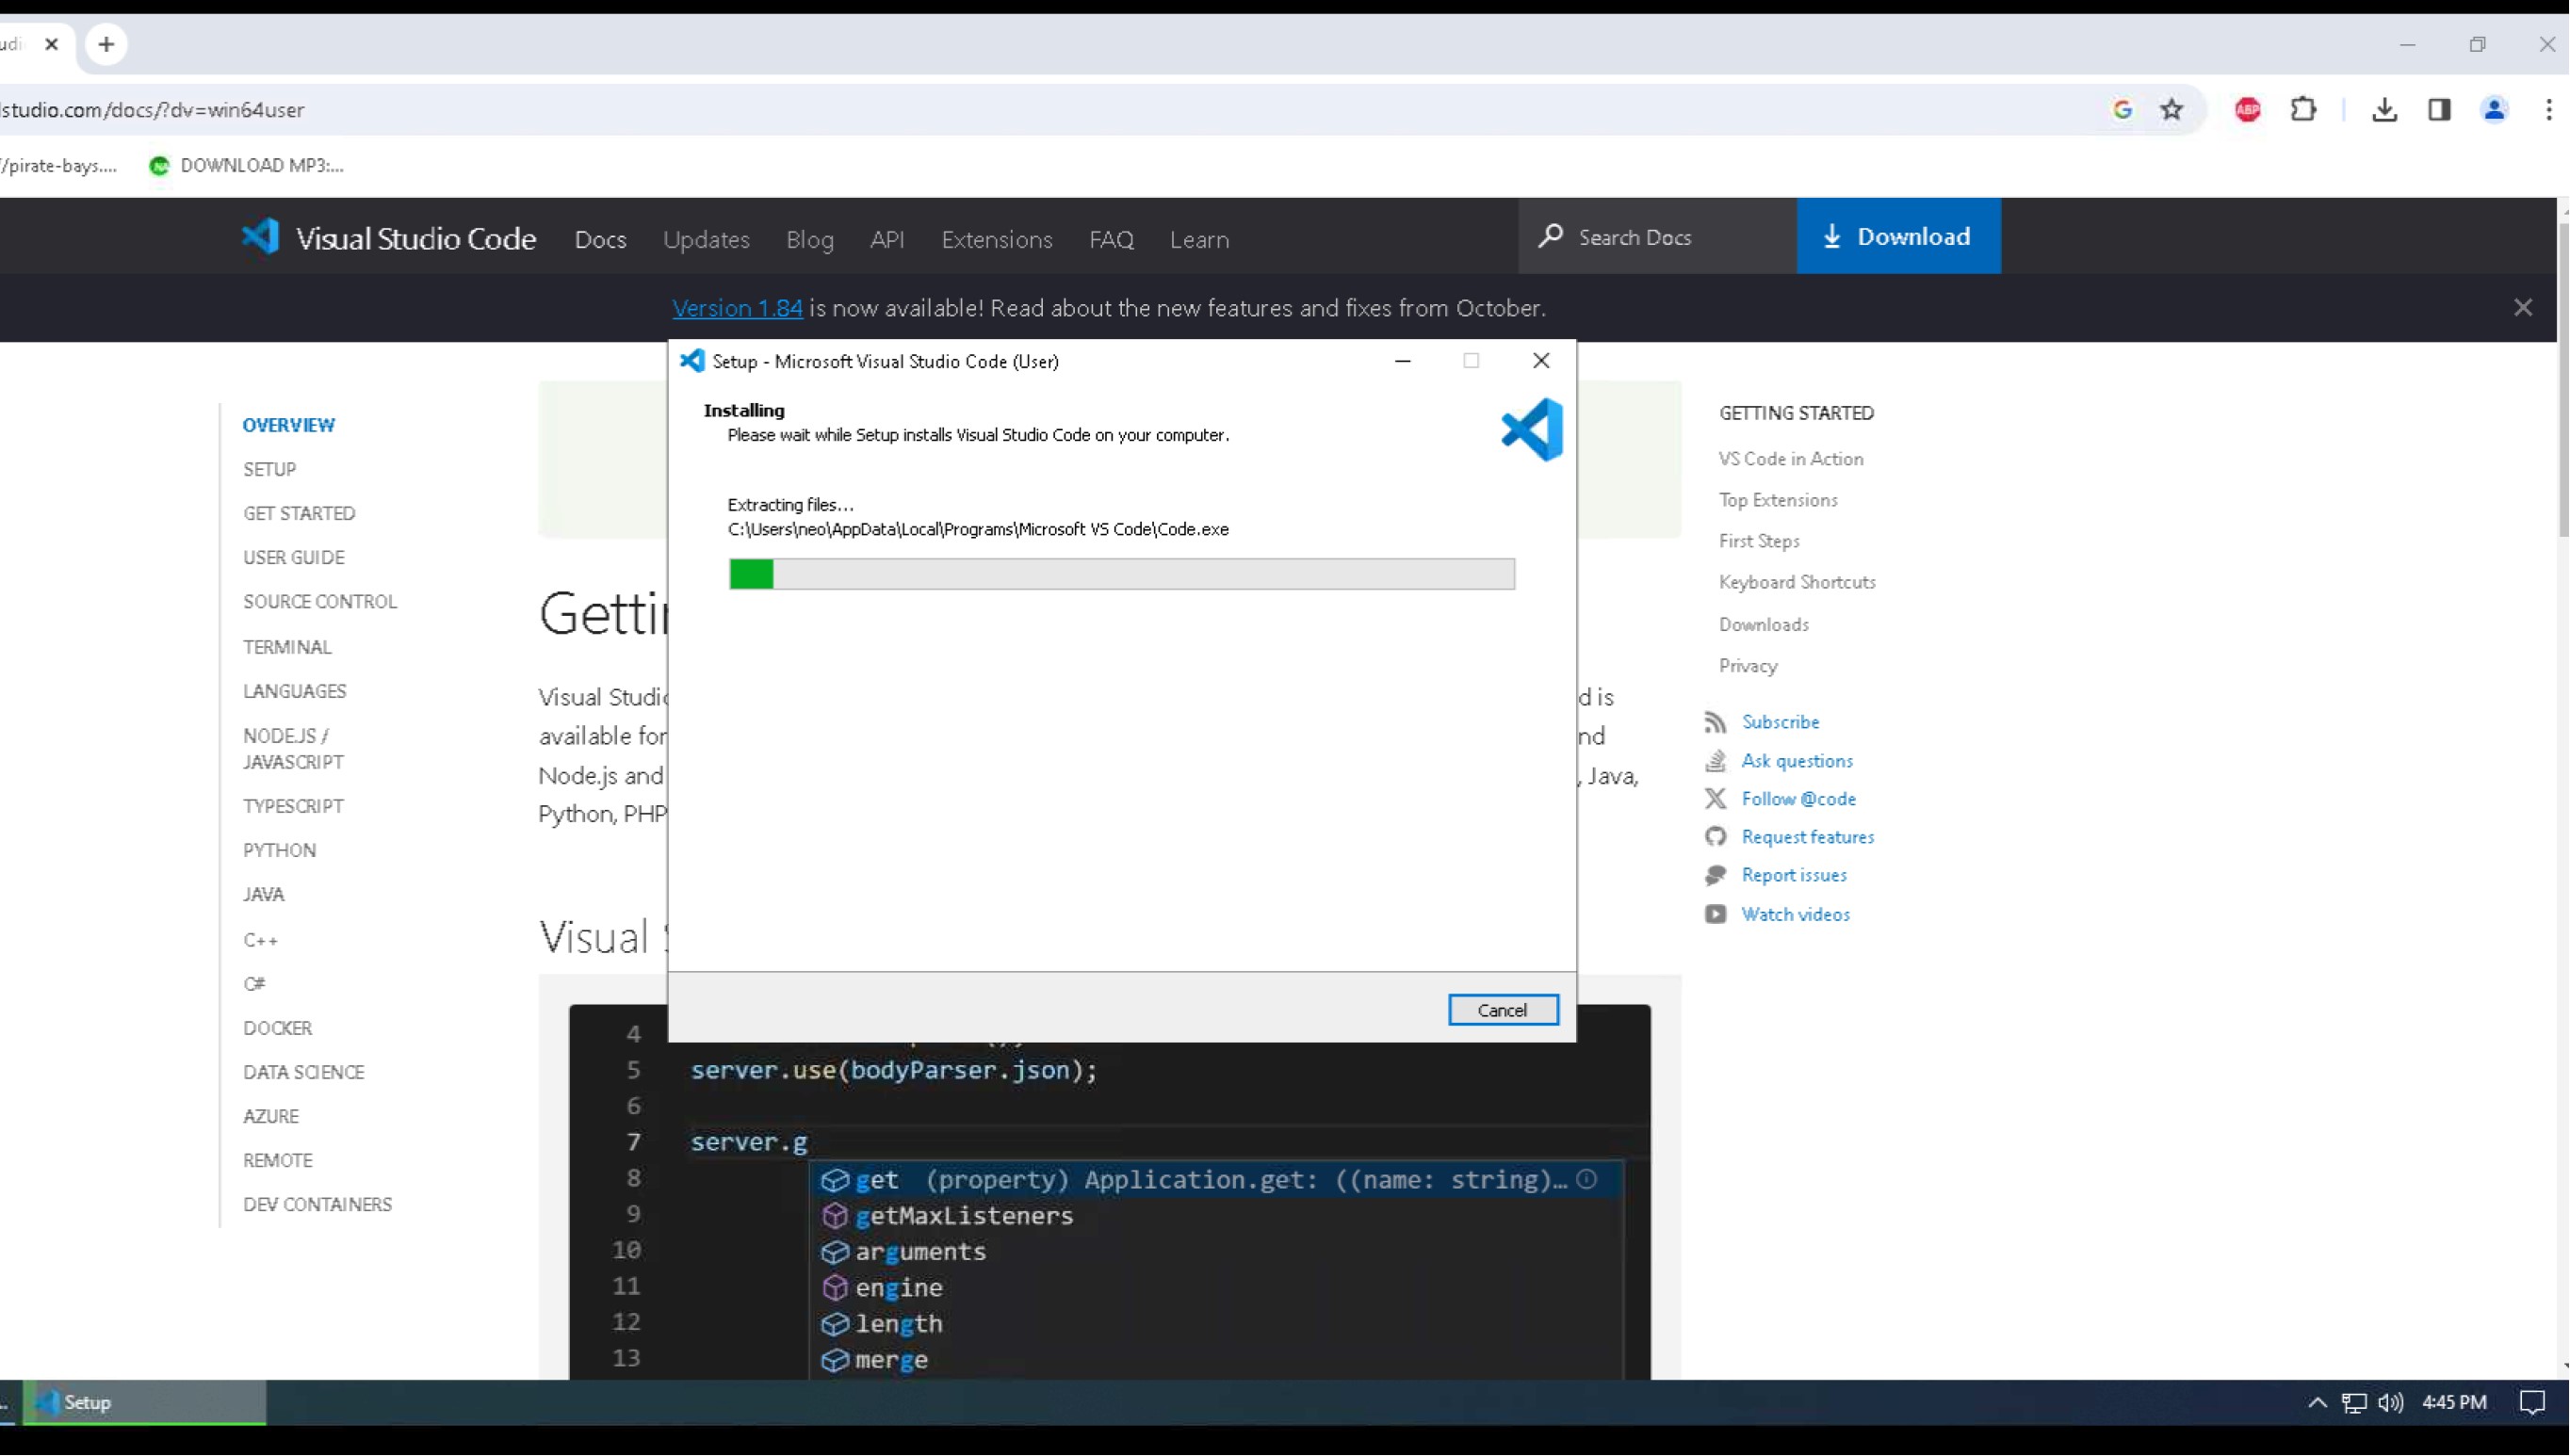 udi
lstudio.com/docs/?dv=win64user
ABP
//pirate-bays....
DOWNLOAD MP3:...
Visual Studio Code
Docs
Updates
Blog
API
Extensions
FAQ
Learn
Search Docs
Download
Version 1.84 is now available! Read about the new features and fixes from October.
Setup - Microsoft Visual Studio Code (User)
Installing
Please wait while Setup installs Visual Studio Code on your computer.
Extracting files...
C:\Users\neo\AppData\Local\Programs\Microsoft VS Code\Code.exe
Cancel
OVERVIEW
SETUP
GET STARTED
USER GUIDE
SOURCE CONTROL
TERMINAL
LANGUAGES
NODE.JS /
JAVASCRIPT
TYPESCRIPT
PYTHON
JAVA
C++
C#
DOCKER
DATA SCIENCE
AZURE
REMOTE
DEV CONTAINERS
Getti
Visual Studi
d is
available for
nd
Node.js and
, Java,
Python, PHP
Visual
4
5 server.use(bodyParser.json);
6
7 server.g
8 get (property) Application.get: ((name: string)…
9 getMaxListeners
10 arguments
11 engine
12 length
13 merge
GETTING STARTED
VS Code in Action
Top Extensions
First Steps
Keyboard Shortcuts
Downloads
Privacy
Subscribe
Ask questions
Follow @code
Request features
Report issues
Watch videos
Setup
4:45 PM